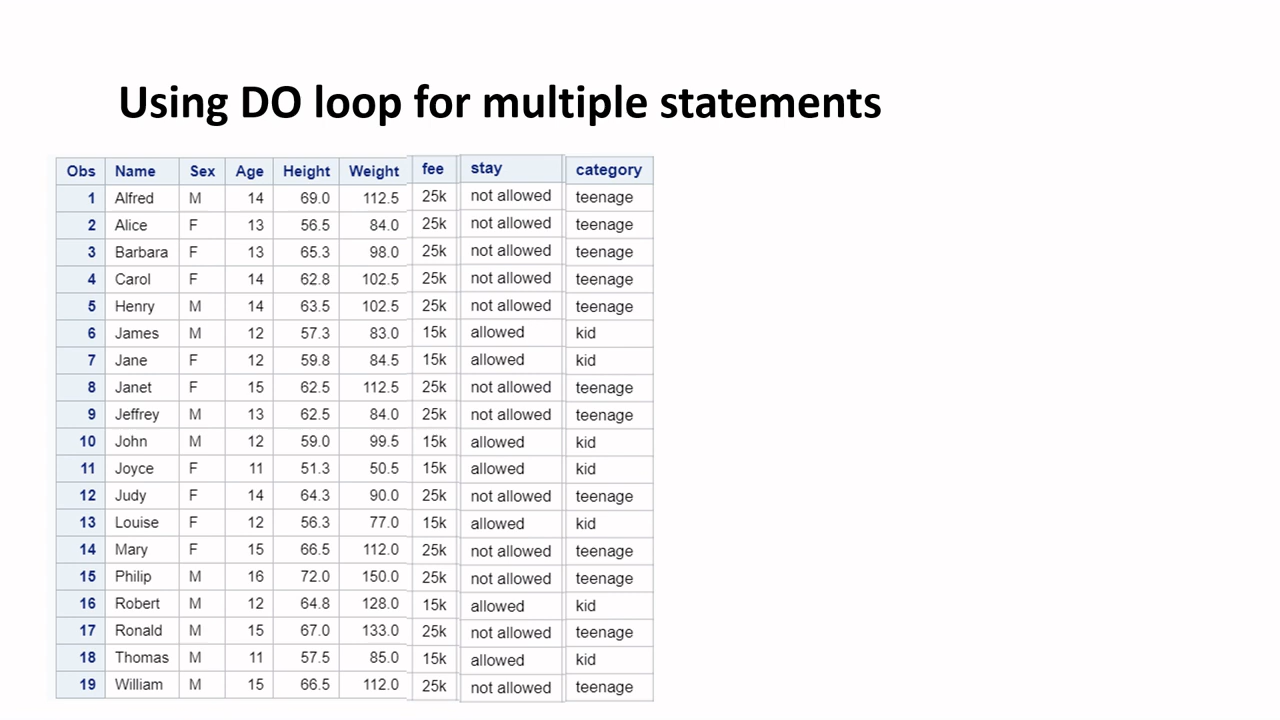 Using DO loop for multiple statements
Obs Name Sex Age Height Weight fee stay category
1 Alfred M 14 69.0 112.5 25k not allowed teenage
2 Alice F 13 56.5 84.0 25k not allowed teenage
3 Barbara F 13 65.3 98.0 25k not allowed teenage
4 Carol F 14 62.8 102.5 25k not allowed teenage
5 Henry M 14 63.5 102.5 25k not allowed teenage
6 James M 12 57.3 83.0 15k allowed kid
7 Jane F 12 59.8 84.5 15k allowed kid
8 Janet F 15 62.5 112.5 25k not allowed teenage
9 Jeffrey M 13 62.5 84.0 25k not allowed teenage
10 John M 12 59.0 99.5 15k allowed kid
11 Joyce F 11 51.3 50.5 15k allowed kid
12 Judy F 14 64.3 90.0 25k not allowed teenage
13 Louise F 12 56.3 77.0 15k allowed kid
14 Mary F 15 66.5 112.0 25k not allowed teenage
15 Philip M 16 72.0 150.0 25k not allowed teenage
16 Robert M 12 64.8 128.0 15k allowed kid
17 Ronald M 15 67.0 133.0 25k not allowed teenage
18 Thomas M 11 57.5 85.0 15k allowed kid
19 William M 15 66.5 112.0 25k not allowed teenage